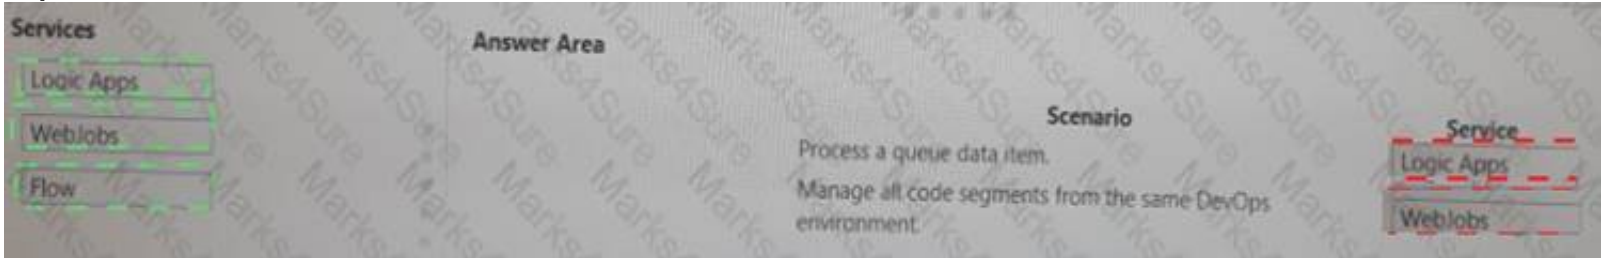 Services
Logic Apps
WebJobs
Flow
Answer Area
Scenario
Service
Process a queue data item.
Logic Apps
Manage all code segments from the same DevOps
environment.
WebJobs
Marks4Sure